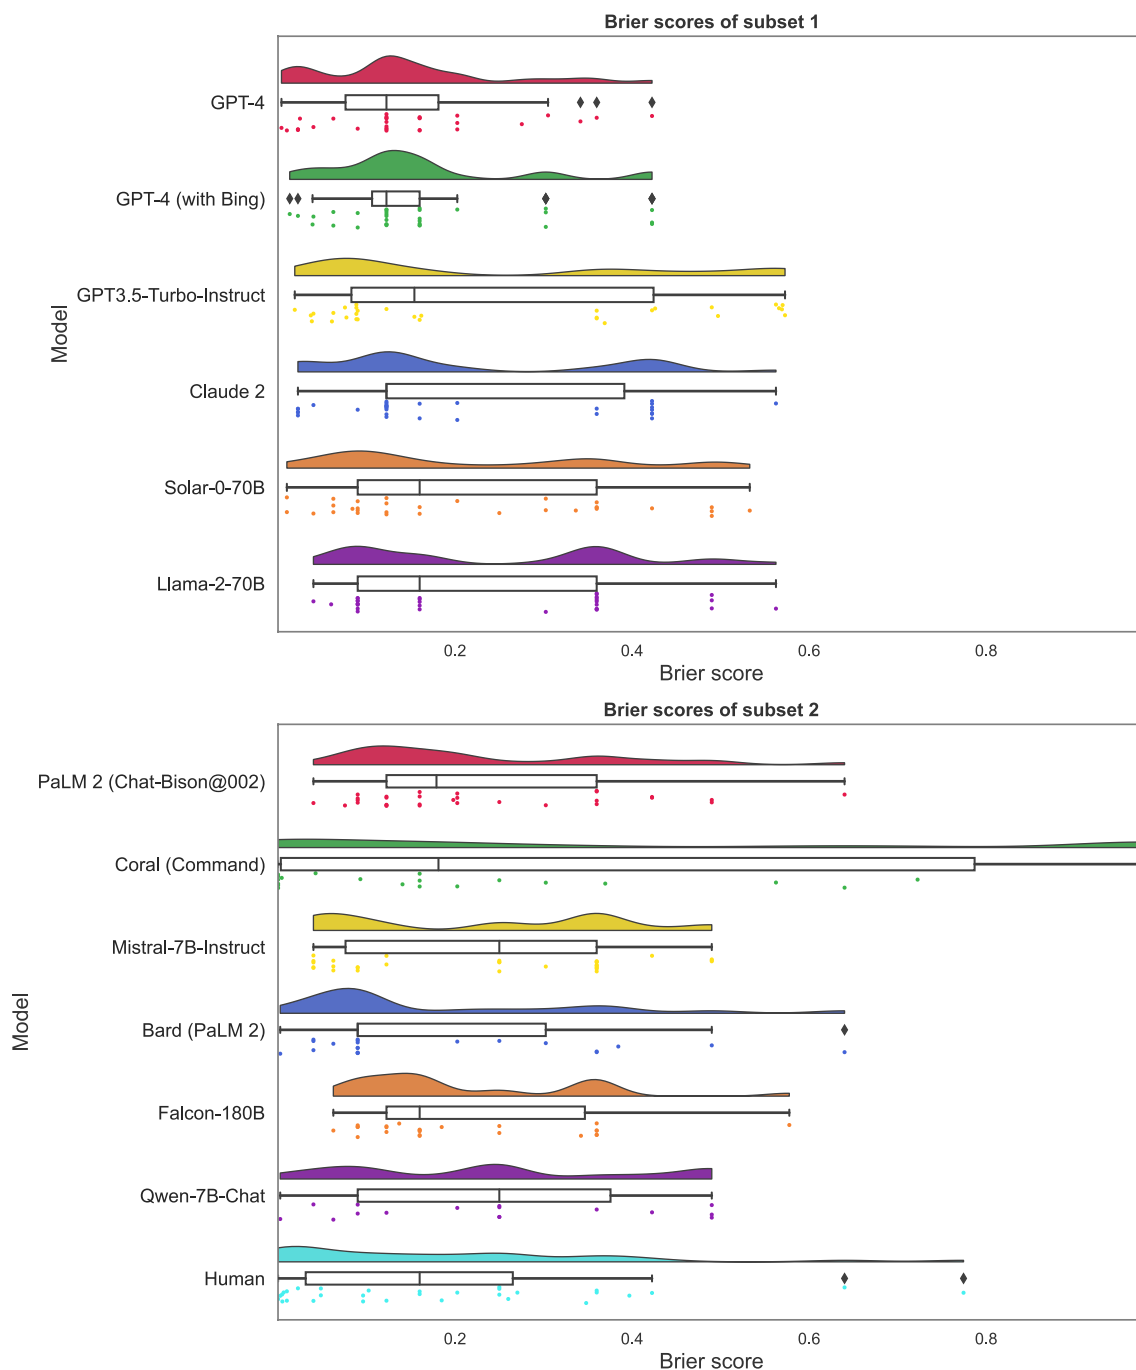 Brier scores of subset 1
GPT-4
GPT-4 (with Bing)
GPT3.5-Turbo-Instruct
Claude 2
Solar-0-70B
Llama-2-70B
Model
0.2 0.4 0.6 0.8
Brier score
Brier scores of subset 2
PaLM 2 (Chat-Bison@002)
Coral (Command)
Mistral-7B-Instruct
Bard (PaLM 2)
Falcon-180B
Qwen-7B-Chat
Human
Model
0.2 0.4 0.6 0.8
Brier score